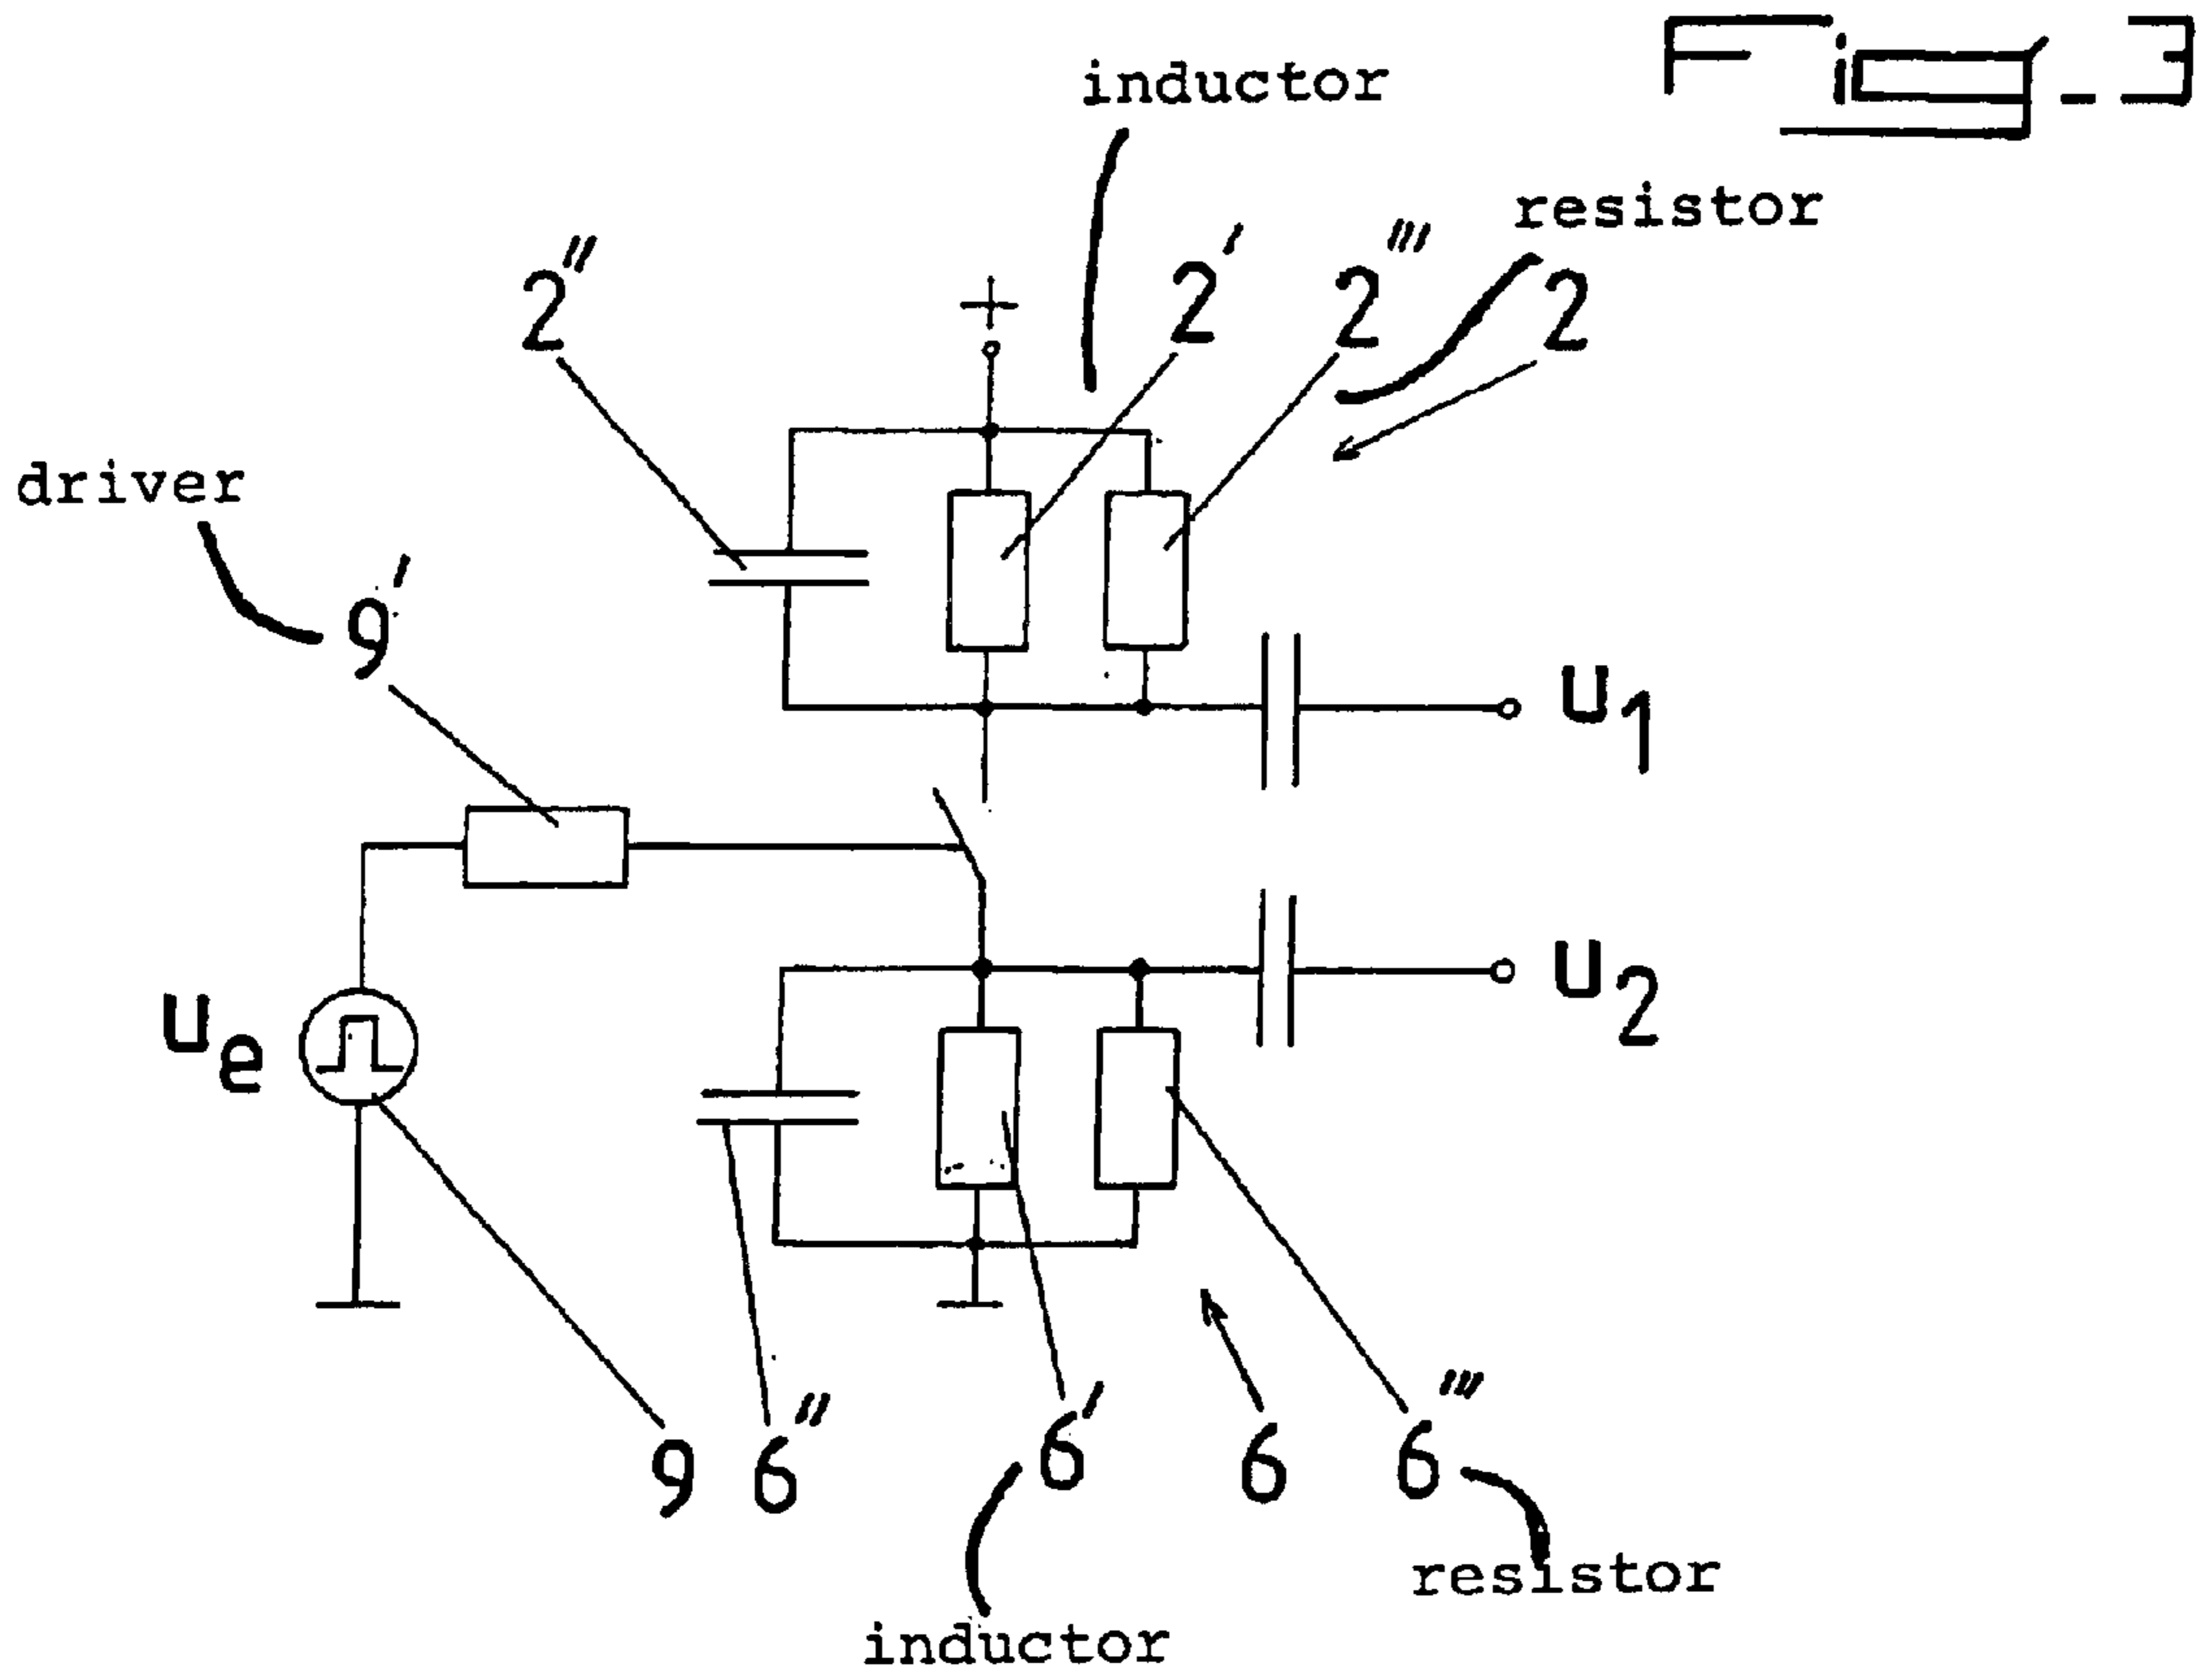 Fig. 3
inductor
resistor
2''
2'
2'''
2
+
driver
9'
u1
ue
u2
9
6''
6'
6
6'''
resistor
inductor